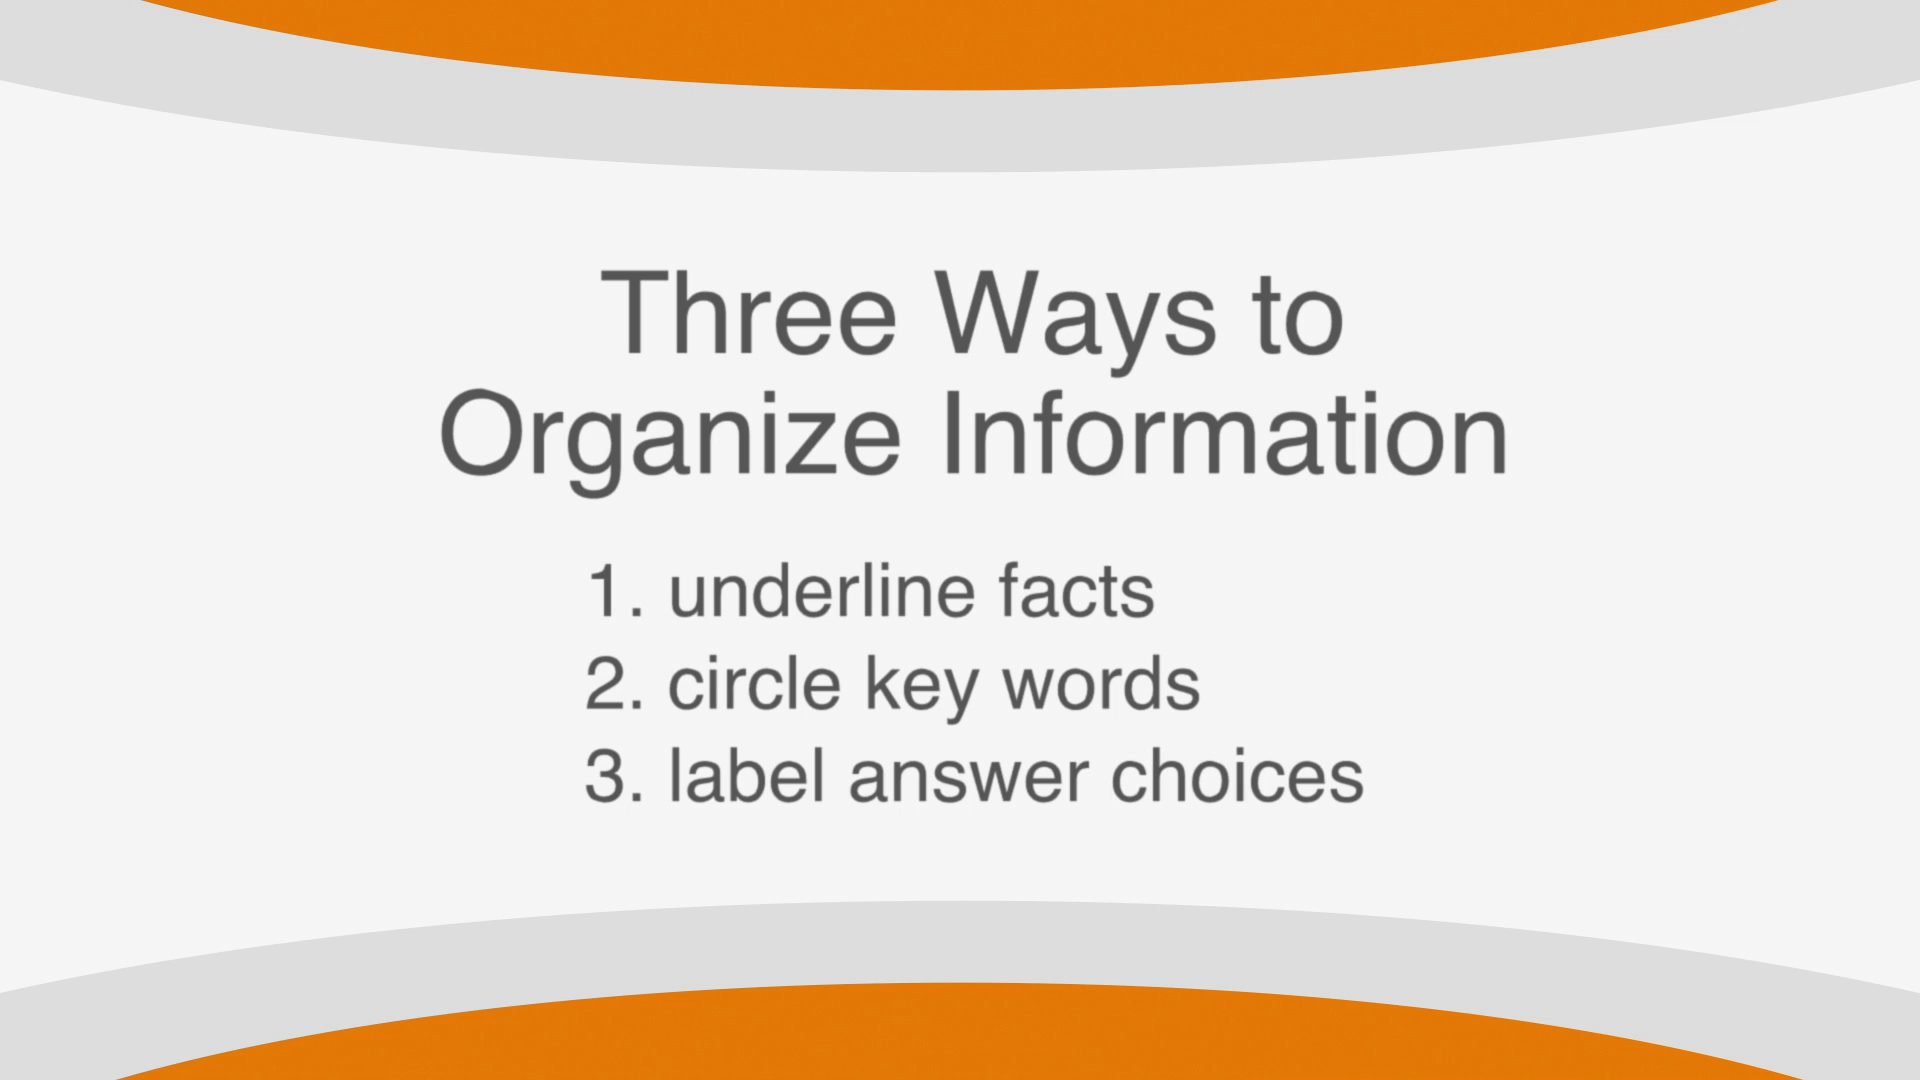 Three Ways to
Organize Information
1. underline facts
2. circle key words
3. label answer choices